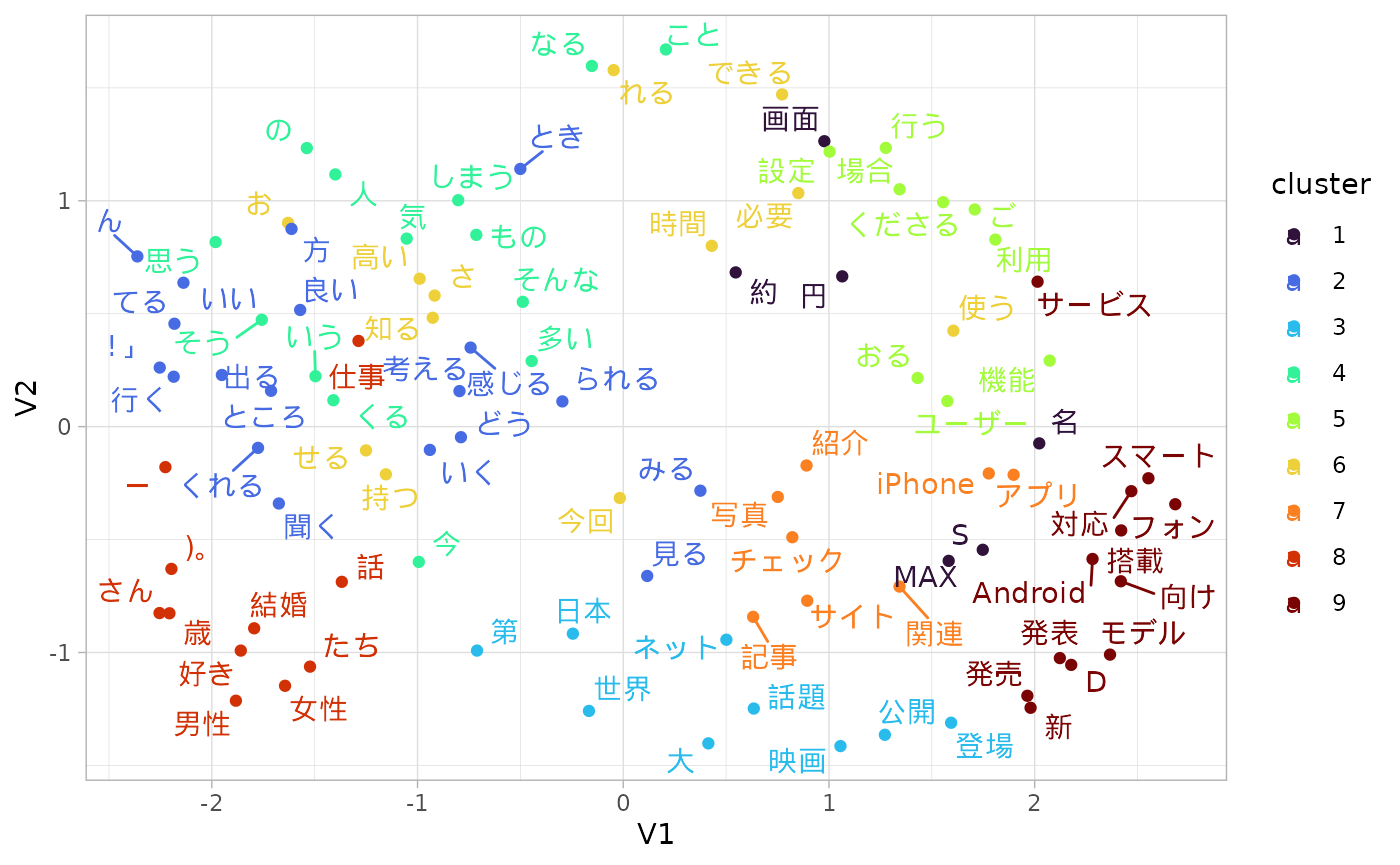 こと
なる
できる
れる
画面
行う
の
とき
設定
場合
しまう
人
お
気
必要
くださる
ご
時間
ん
もの
方
思う
高い
利用
さ
そんな
てる
いい
良い
約
円
サービス
使う
知る
いう
そう
多い
!」
おる
出る
仕事
考える
感じる
られる
機能
行く
ところ
くる
どう
ユーザー
名
紹介
せる
いく
みる
スマート
ー
くれる
持つ
iPhone
アプリ
聞く
今回
写真
対応
フォン
)。
今
S
見る
チェック
搭載
話
MAX
さん
Android
向け
結婚
日本
サイト
歳
第
関連
発表
モデル
たち
ネット
記事
好き
発売
D
世界
話題
女性
男性
公開
新
大
映画
登場
1
0
-1
-2
-1
0
1
2
V1
V2
cluster
a 1
a 2
a 3
a 4
a 5
a 6
a 7
a 8
a 9